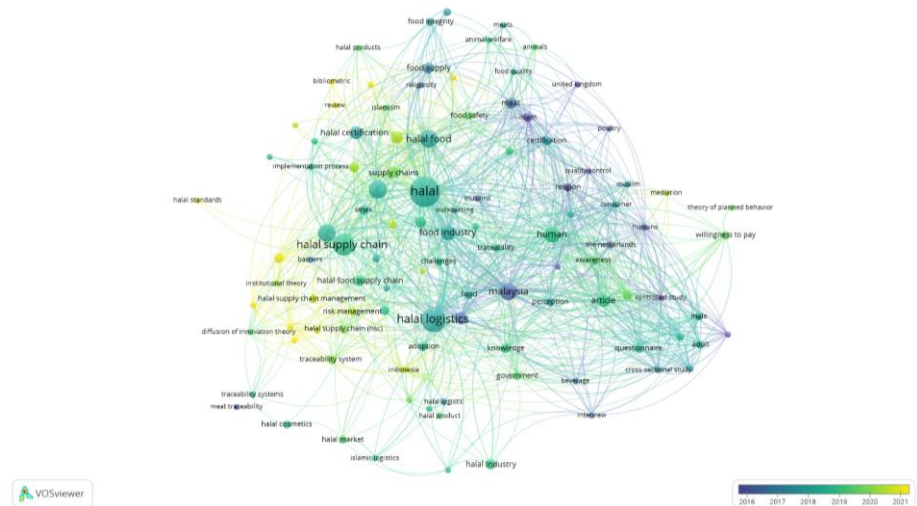 food integrity
meats
animal welfare
animals
halal products
food supply
food quality
bibliometric
religiosity
united kingdom
review
islamism
meat
food safety
islam
poultry
halal certification
halal food
certification
implementation process
supply chains
quality control
halal
religion
muslim
mediation
halal standards
muslims
consumer
theory of planned behavior
outsourcing
food industry
human
humans
willingness to pay
halal supply chain
traceability
the netherlands
barriers
challenges
awareness
institutional theory
halal food supply chain
malaysia
food
article
controlled study
halal supply chain management
perception
risk management
halal logistics
male
diffusion of innovation theory
halal supply chain (hsc)
adoption
knowledge
questionnaire
adult
traceability system
indonesia
government
cross-sectional study
beverage
traceability systems
meat traceability
halal logistic
halal product
interview
halal cosmetics
halal market
islamic logistics
halal industry
VOSviewer
2016 2017 2018 2019 2020 2021